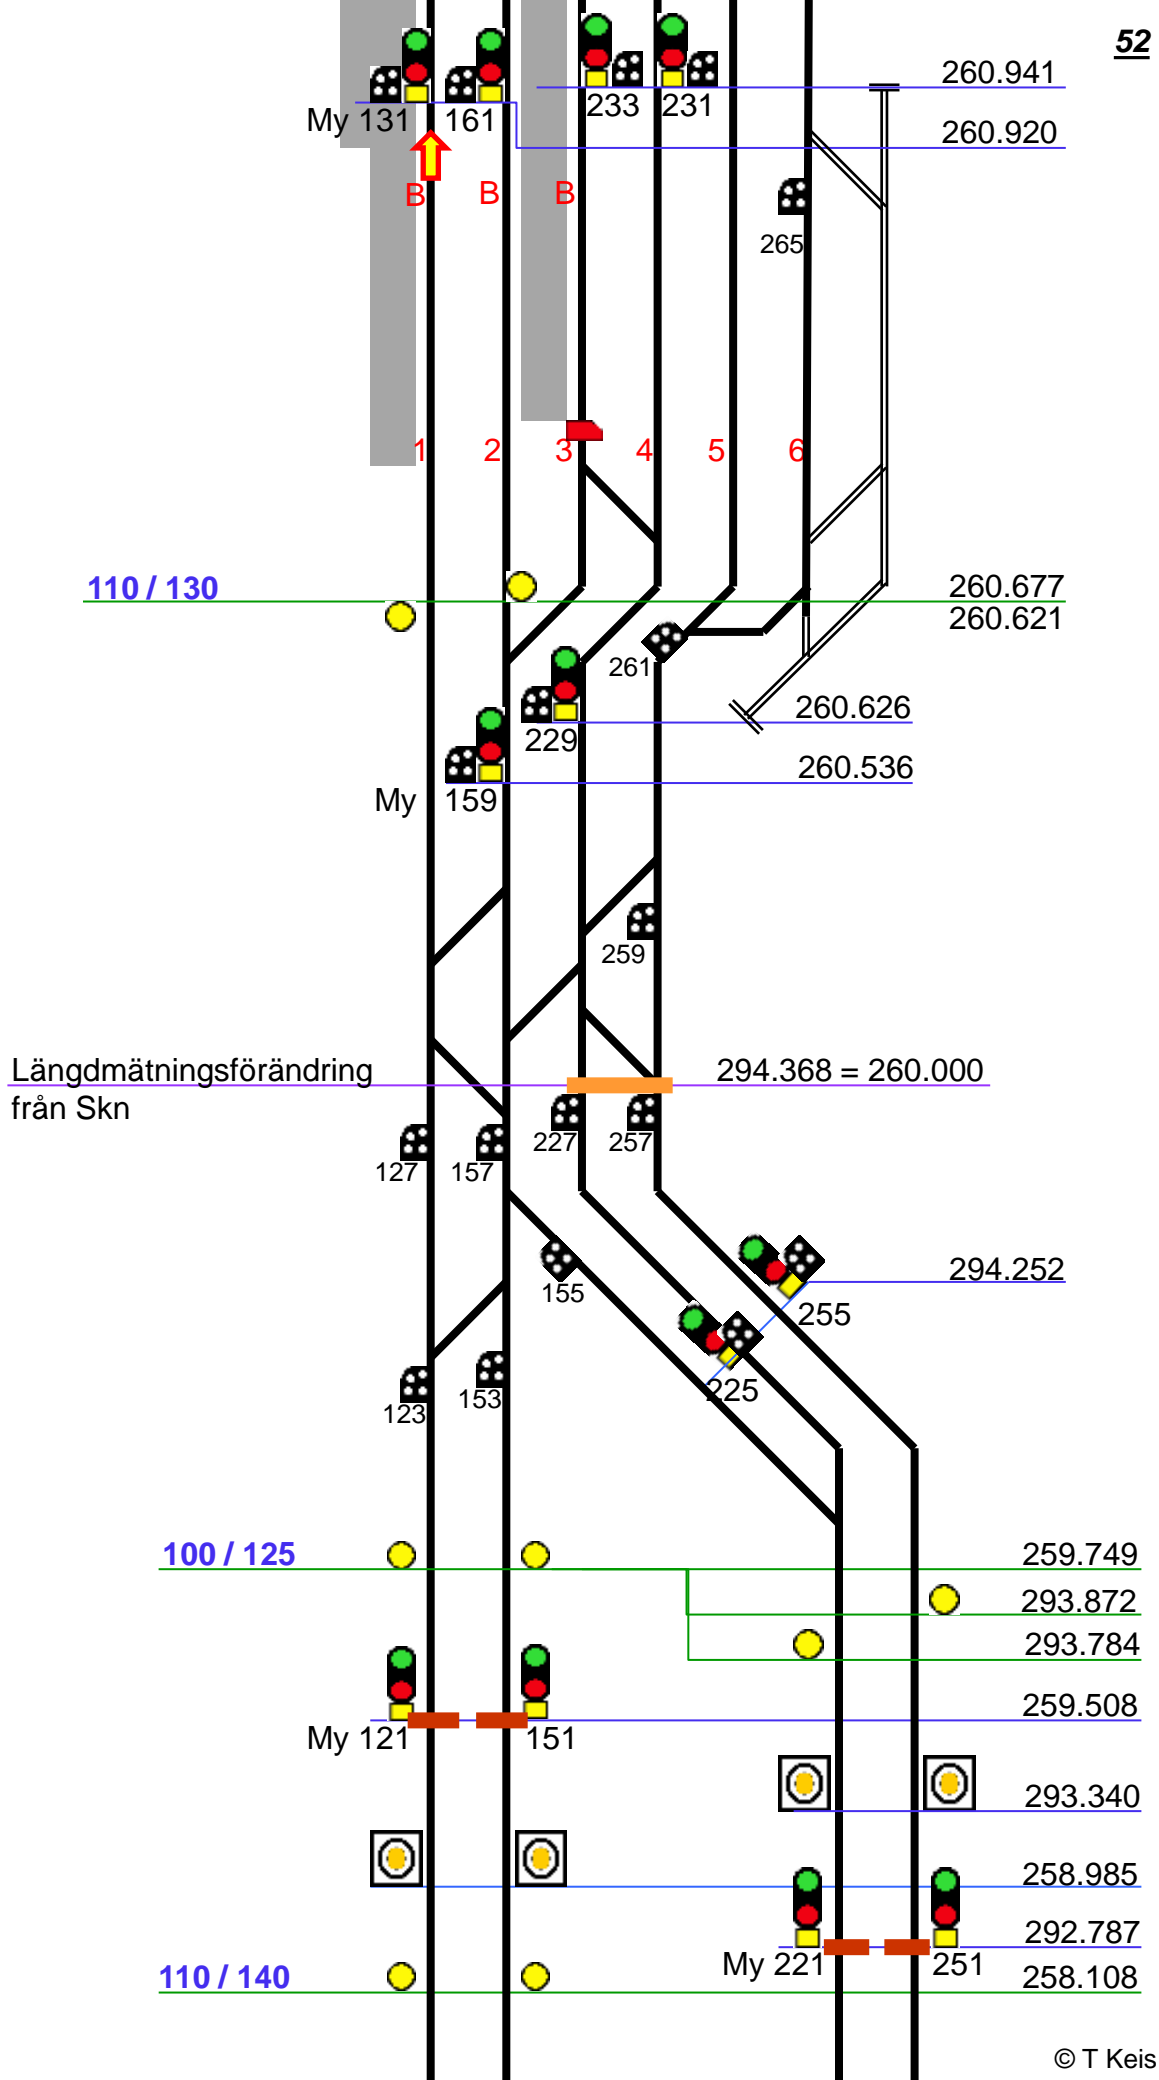 52
260.941
233 231
My 131 161
260.920
B B B
265
1 2 3 4 5 6
110 / 130
260.677
260.621
261
260.626
229
260.536
My 159
259
Längdmätningsförändring
från Skn
294.368 = 260.000
227 257
127 157
294.252
155
255
225
153
123
100 / 125
259.749
293.872
293.784
259.508
My 121 151
293.340
258.985
292.787
My 221 251
110 / 140
258.108
© T Keis